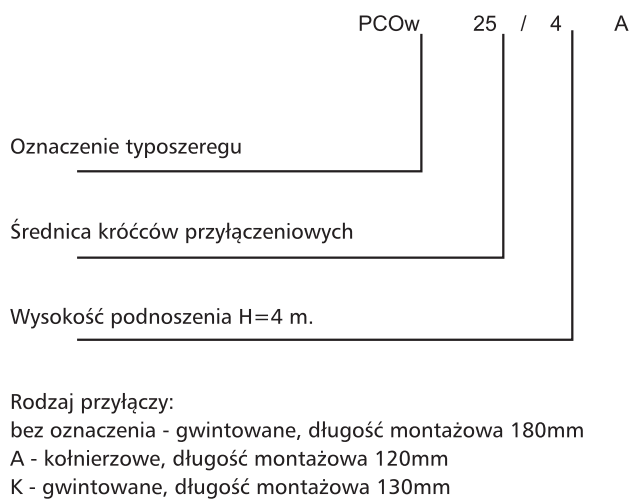 PCOw 25 / 4 A
Oznaczenie typoszeregu
Średnica króćców przyłączeniowych
Wysokość podnoszenia H=4 m.
Rodzaj przyłączy:
bez oznaczenia - gwintowane, długość montażowa 180mm
A - kołnierzowe, długość montażowa 120mm
K - gwintowane, długość montażowa 130mm